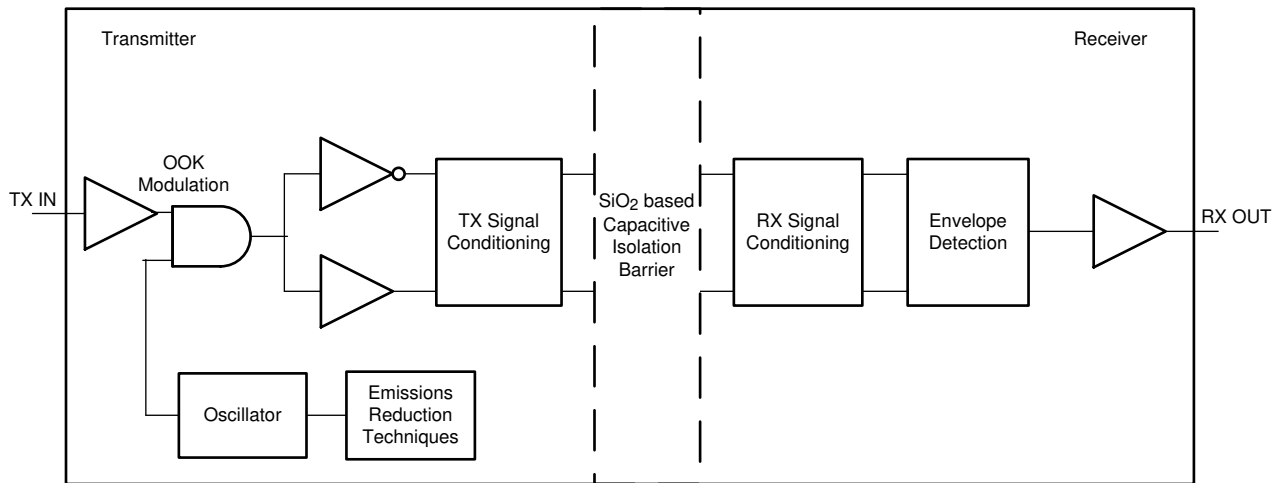 Transmitter
Receiver
OOK
Modulation
TX IN
TX Signal
Conditioning
SiO2 based
Capacitive
Isolation
Barrier
RX Signal
Conditioning
Envelope
Detection
RX OUT
Oscillator
Emissions
Reduction
Techniques